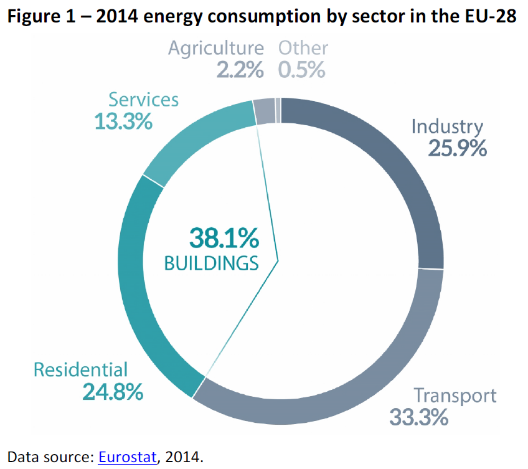 Figure 1 – 2014 energy consumption by sector in the EU-28
Agriculture
2.2%
Other
0.5%
Services
13.3%
Industry
25.9%
38.1%
BUILDINGS
Residential
24.8%
Transport
33.3%
Data source: Eurostat, 2014.